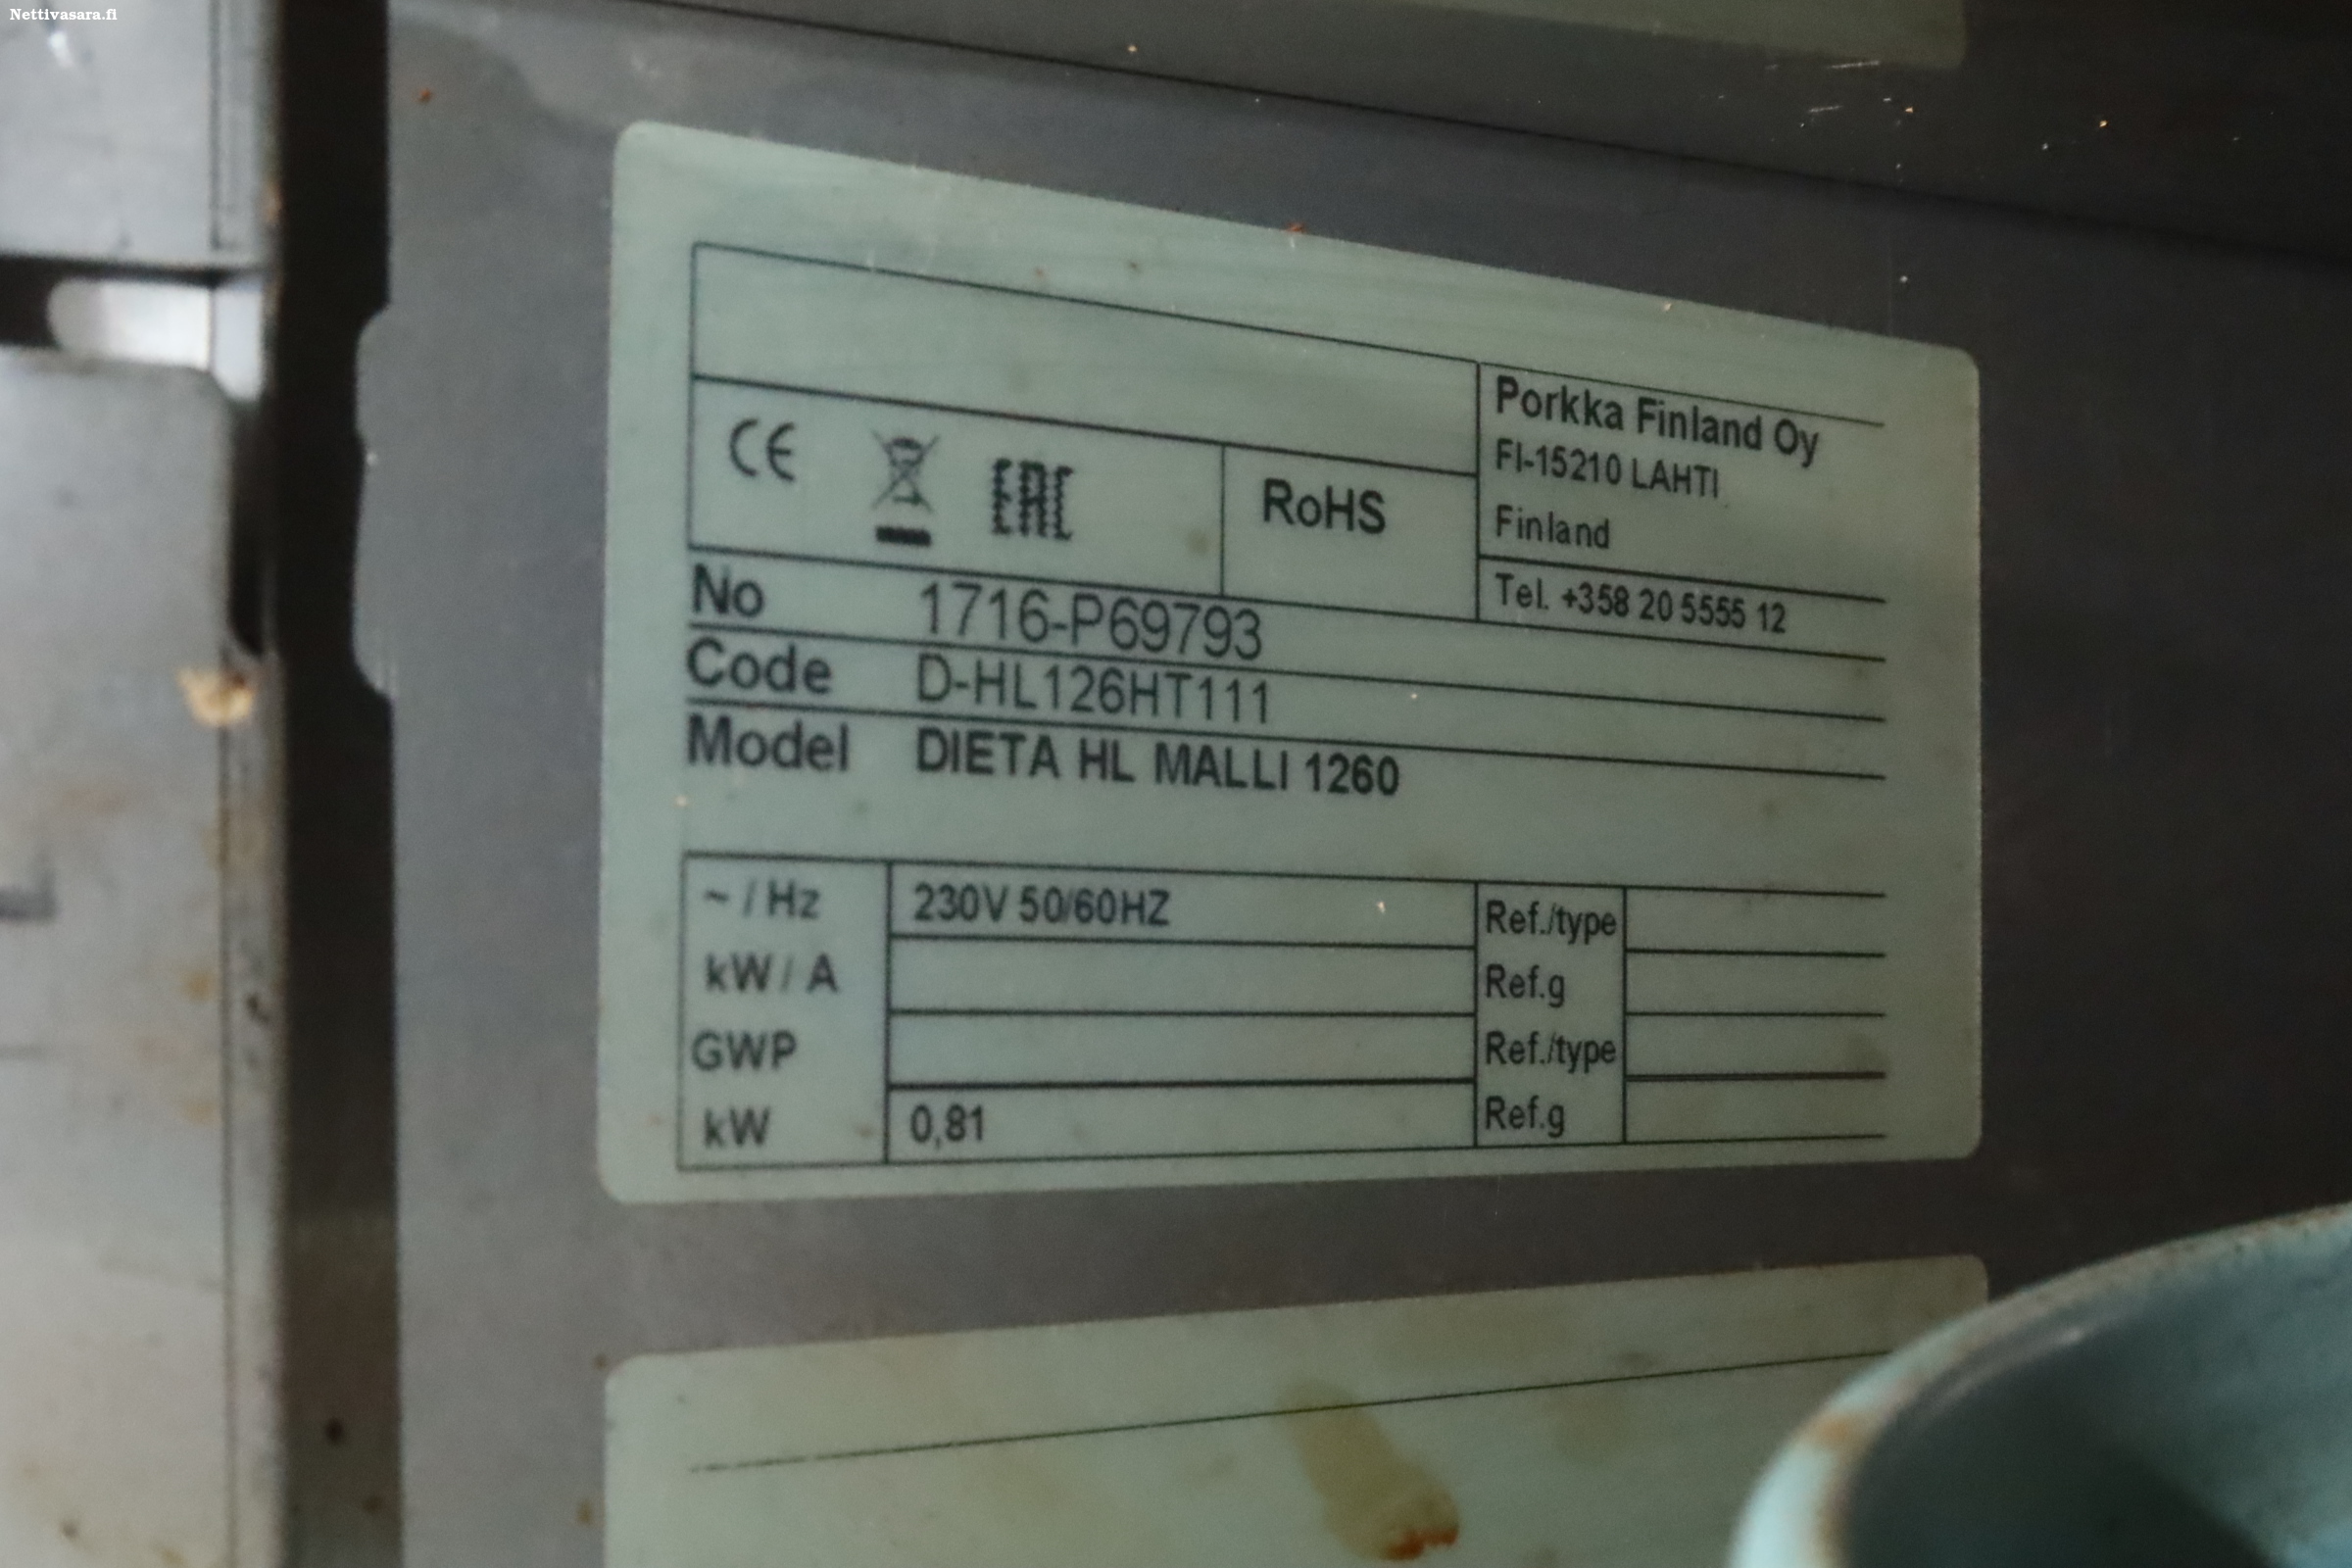 Nettivasara.fi
Porkka Finland Oy
FI-15210 LAHTI
Finland
Tel. +358 20 5555 12
CE
EAC
RoHS
No 1716-P69793
Code D-HL126HT111
Model DIETA HL MALLI 1260
~ / Hz 230V 50/60HZ Ref./type
kW / A Ref.g
GWP Ref./type
kW 0,81 Ref.g